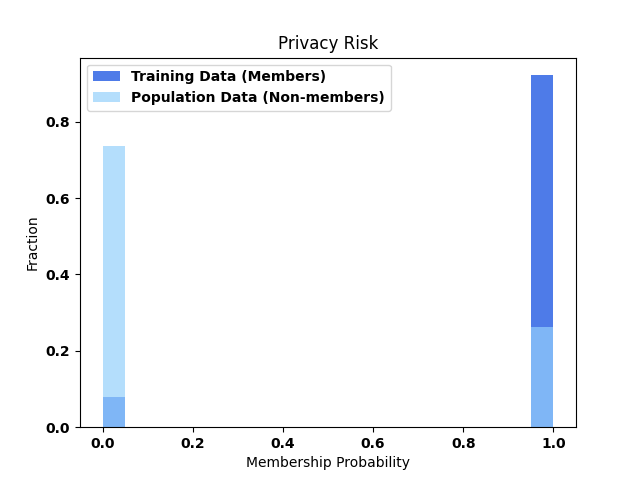 Privacy Risk
Training Data (Members)
Population Data (Non-members)
0.8
0.6
0.4
0.2
0.0
Fraction
0.0 0.2 0.4 0.6 0.8 1.0
Membership Probability